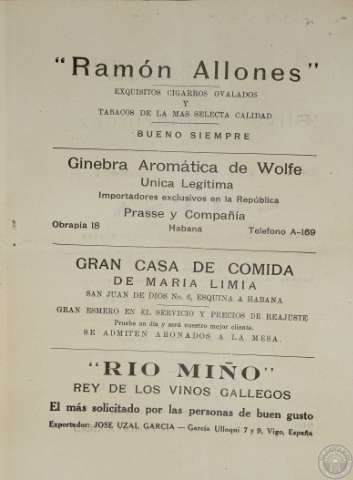 "Ramón Allones"
EXQUISITOS CIGARROS OVALADOS
Y
TABACOS DE LA MAS SELECTA CALIDAD
BUENO SIEMPRE
Ginebra Aromática de Wolfe
Unica Legítima
Importadores exclusivos en la República
Prasse y Compañía
Obrapia 18 Habana Telefono A-169
GRAN CASA DE COMIDA
DE MARIA LIMIA
SAN JUAN DE DIOS No. 6, ESQUINA A HABANA
GRAN ESMERO EN EL SERVICIO Y PRECIOS DE REAJUSTE
Pruebe un día y será nuestro mejor cliente.
SE ADMITEN ABONADOS A LA MESA.
"RIO MIÑO"
REY DE LOS VINOS GALLEGOS
El más solicitado por las personas de buen gusto
Exportador: JOSE UZAL GARCIA — García Ulloqui 7 y 9, Vigo, España